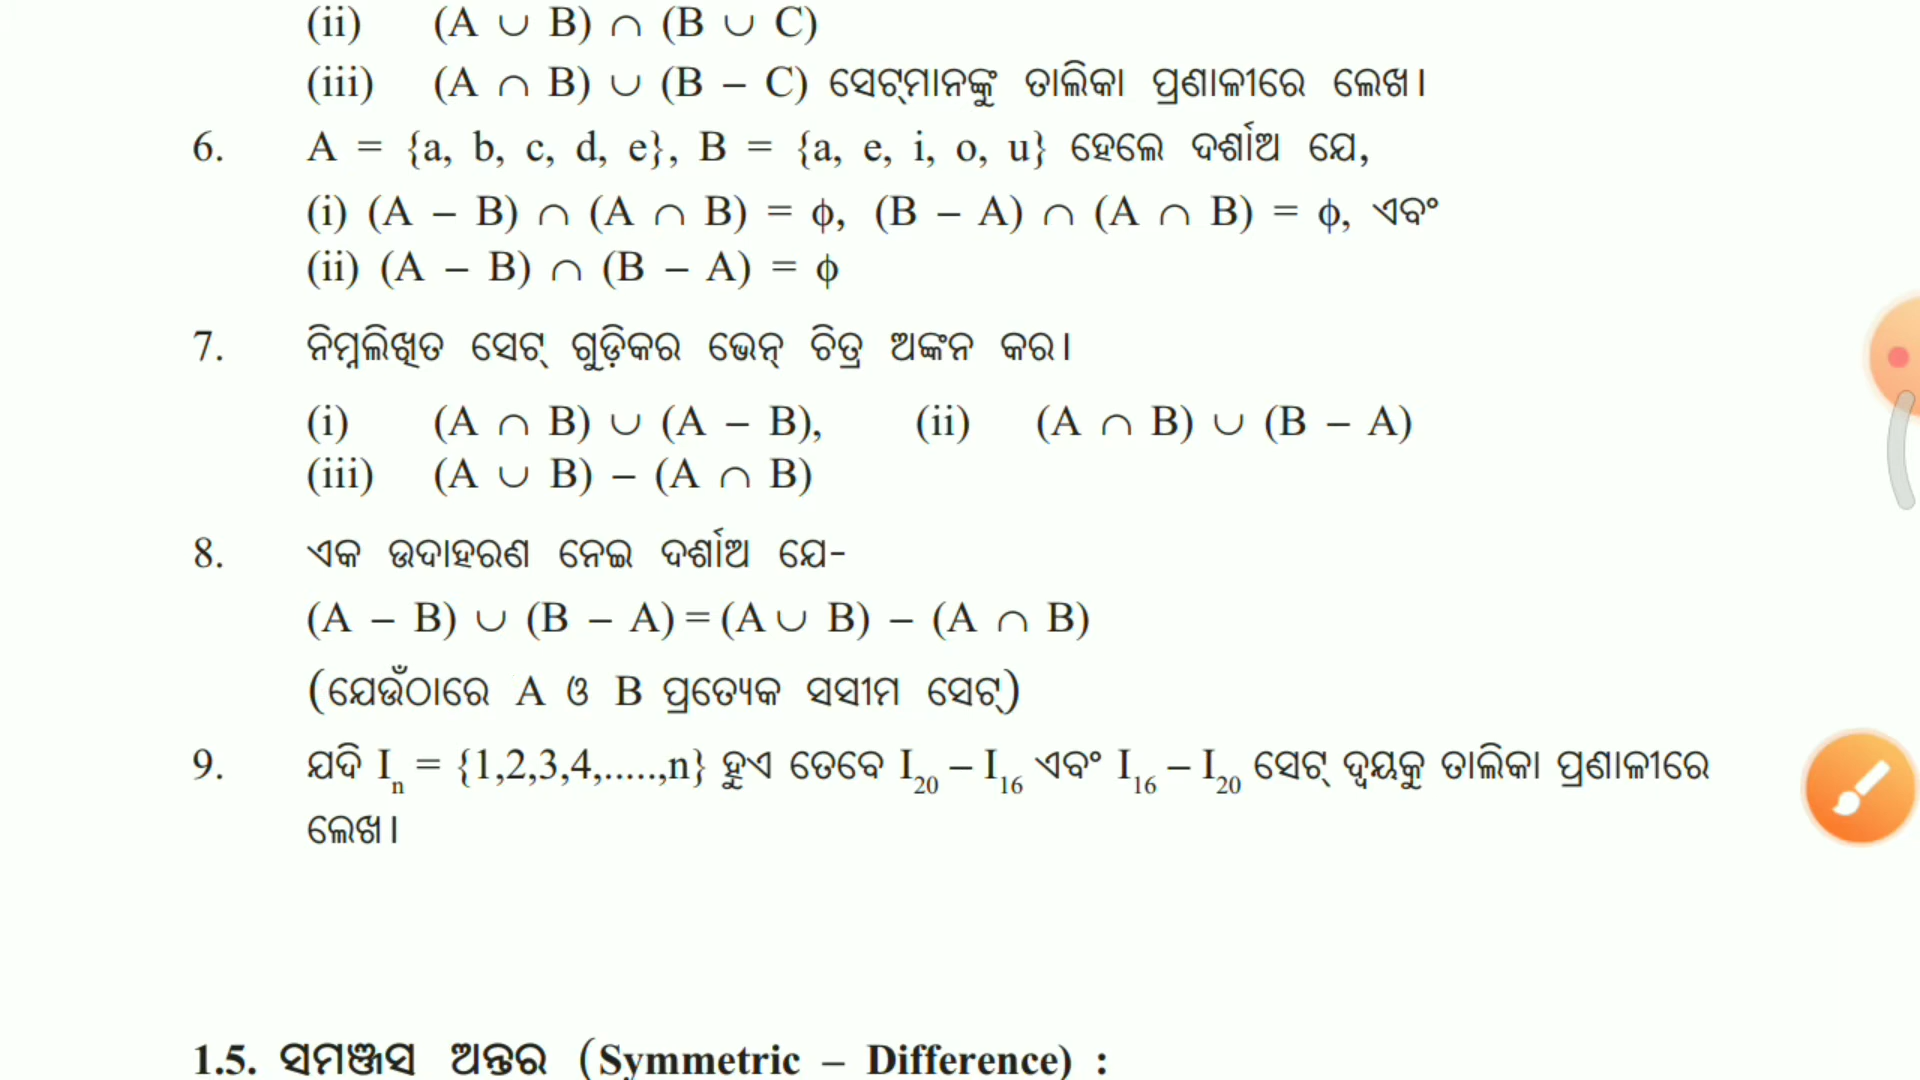 (ii) (A ∪ B) ∩ (B ∪ C)
(iii) (A ∩ B) ∪ (B – C) ସେଟ୍‌ମାନଙ୍କୁ ତାଲିକା ପ୍ରଣାଳୀରେ ଲେଖ।
6. A = {a, b, c, d, e}, B = {a, e, i, o, u} ହେଲେ ଦର୍ଶାଅ ଯେ,
(i) (A – B) ∩ (A ∩ B) = ϕ, (B – A) ∩ (A ∩ B) = ϕ, ଏବଂ
(ii) (A – B) ∩ (B – A) = ϕ
7. ନିମ୍ନଲିଖିତ ସେଟ୍ ଗୁଡ଼ିକର ଭେନ୍ ଚିତ୍ର ଅଙ୍କନ କର।
(i) (A ∩ B) ∪ (A – B), (ii) (A ∩ B) ∪ (B – A)
(iii) (A ∪ B) – (A ∩ B)
8. ଏକ ଉଦାହରଣ ନେଇ ଦର୍ଶାଅ ଯେ-
(A – B) ∪ (B – A) = (A ∪ B) – (A ∩ B)
(ଯେଉଁଠାରେ A ଓ B ପ୍ରତ୍ୟେକ ସସୀମ ସେଟ୍)
9. ଯଦି Iₙ = {1,2,3,4,.....,n} ହୁଏ ତେବେ I₂₀ – I₁₆ ଏବଂ I₁₆ – I₂₀ ସେଟ୍ ଦ୍ୱୟକୁ ତାଲିକା ପ୍ରଣାଳୀରେ
ଲେଖ।
1.5. ସମଞ୍ଜସ ଅନ୍ତର (Symmetric – Difference) :